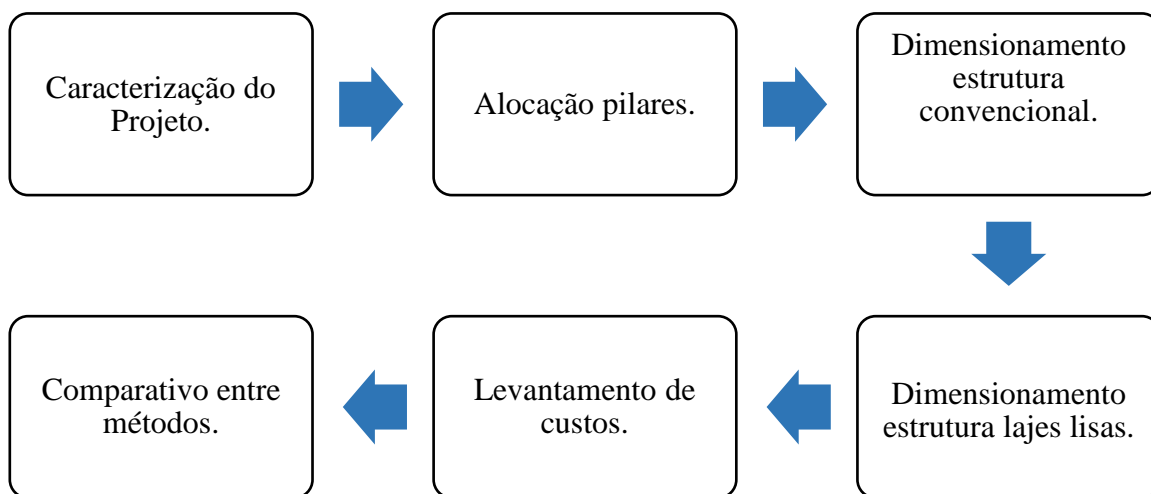 Caracterização do
Projeto.
Alocação pilares.
Dimensionamento
estrutura
convencional.
Dimensionamento
estrutura lajes lisas.
Levantamento de
custos.
Comparativo entre
métodos.